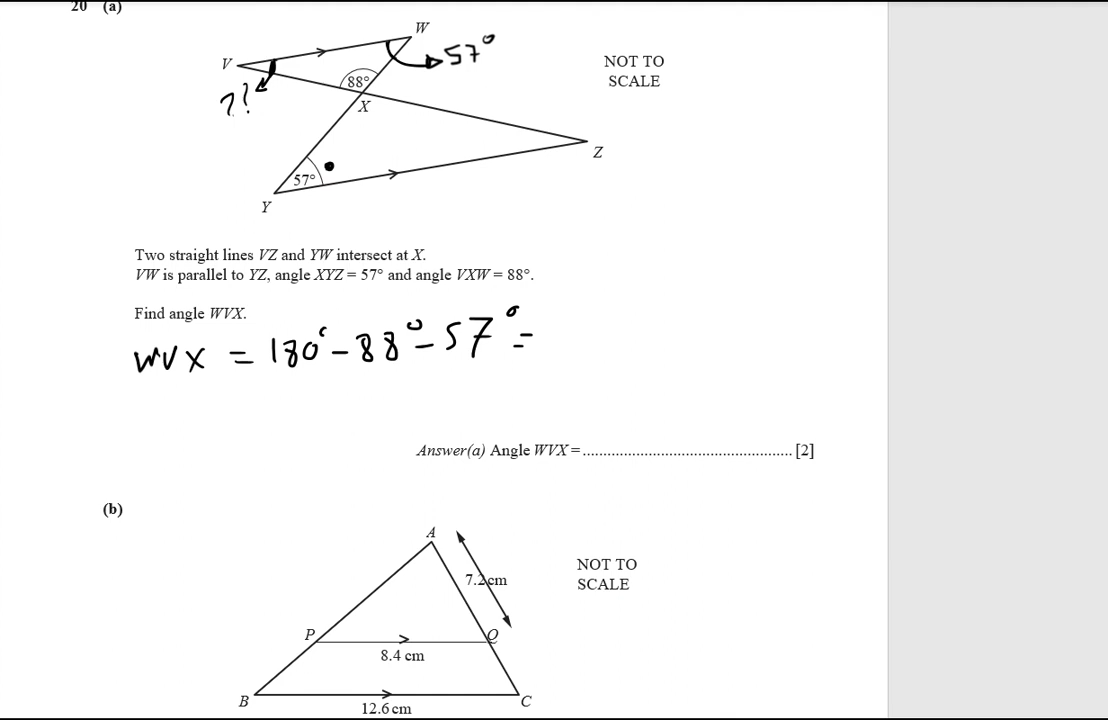 20 (a)
W
57°
V
NOT TO
SCALE
88°
??
X
Z
57°
Y
Two straight lines VZ and YW intersect at X.
VW is parallel to YZ, angle XYZ = 57° and angle VXW = 88°.
Find angle WVX.
WVX = 180° - 88° - 57° =
Answer(a) Angle WVX = .................................................. [2]
(b)
A
NOT TO
SCALE
7.2 cm
P
Q
8.4 cm
B
C
12.6 cm